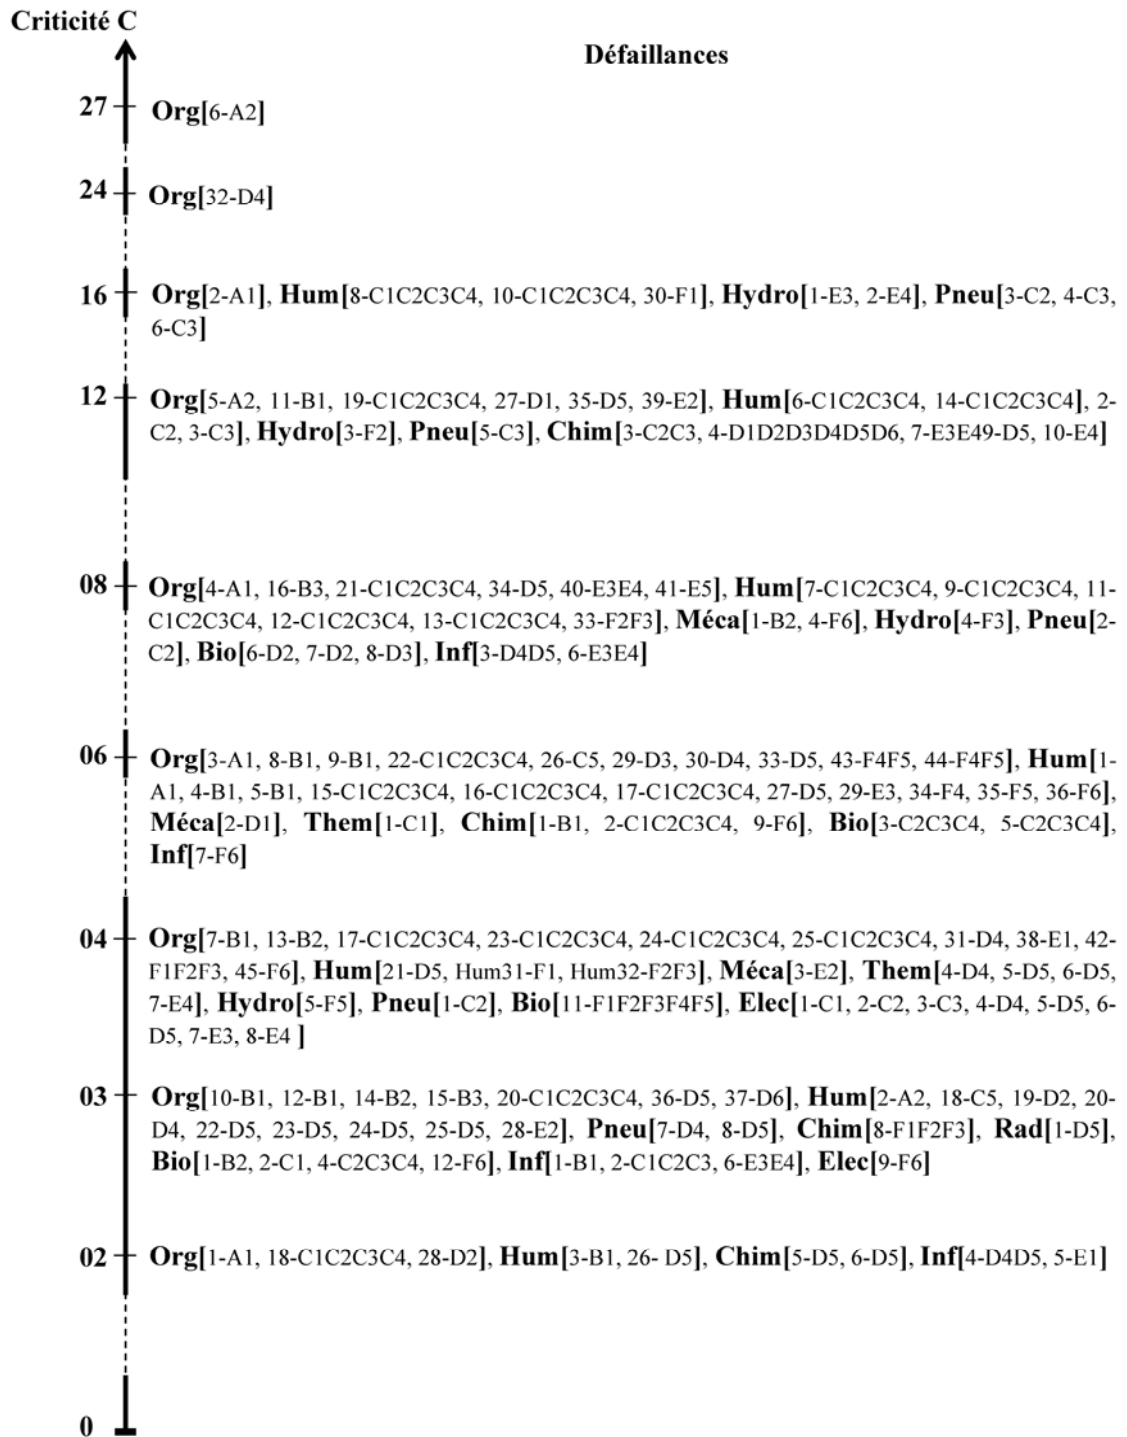 Criticité C
Défaillances
27 Org[6-A2]
24 Org[32-D4]
16 Org[2-A1], Hum[8-C1C2C3C4, 10-C1C2C3C4, 30-F1], Hydro[1-E3, 2-E4], Pneu[3-C2, 4-C3,
6-C3]
12 Org[5-A2, 11-B1, 19-C1C2C3C4, 27-D1, 35-D5, 39-E2], Hum[6-C1C2C3C4, 14-C1C2C3C4], 2-
C2, 3-C3], Hydro[3-F2], Pneu[5-C3], Chim[3-C2C3, 4-D1D2D3D4D5D6, 7-E3E49-D5, 10-E4]
08 Org[4-A1, 16-B3, 21-C1C2C3C4, 34-D5, 40-E3E4, 41-E5], Hum[7-C1C2C3C4, 9-C1C2C3C4, 11-
C1C2C3C4, 12-C1C2C3C4, 13-C1C2C3C4, 33-F2F3], Méca[1-B2, 4-F6], Hydro[4-F3], Pneu[2-
C2], Bio[6-D2, 7-D2, 8-D3], Inf[3-D4D5, 6-E3E4]
06 Org[3-A1, 8-B1, 9-B1, 22-C1C2C3C4, 26-C5, 29-D3, 30-D4, 33-D5, 43-F4F5, 44-F4F5], Hum[1-
A1, 4-B1, 5-B1, 15-C1C2C3C4, 16-C1C2C3C4, 17-C1C2C3C4, 27-D5, 29-E3, 34-F4, 35-F5, 36-F6],
Méca[2-D1], Them[1-C1], Chim[1-B1, 2-C1C2C3C4, 9-F6], Bio[3-C2C3C4, 5-C2C3C4],
Inf[7-F6]
04 Org[7-B1, 13-B2, 17-C1C2C3C4, 23-C1C2C3C4, 24-C1C2C3C4, 25-C1C2C3C4, 31-D4, 38-E1, 42-
F1F2F3, 45-F6], Hum[21-D5, Hum31-F1, Hum32-F2F3], Méca[3-E2], Them[4-D4, 5-D5, 6-D5,
7-E4], Hydro[5-F5], Pneu[1-C2], Bio[11-F1F2F3F4F5], Elec[1-C1, 2-C2, 3-C3, 4-D4, 5-D5, 6-
D5, 7-E3, 8-E4 ]
03 Org[10-B1, 12-B1, 14-B2, 15-B3, 20-C1C2C3C4, 36-D5, 37-D6], Hum[2-A2, 18-C5, 19-D2, 20-
D4, 22-D5, 23-D5, 24-D5, 25-D5, 28-E2], Pneu[7-D4, 8-D5], Chim[8-F1F2F3], Rad[1-D5],
Bio[1-B2, 2-C1, 4-C2C3C4, 12-F6], Inf[1-B1, 2-C1C2C3, 6-E3E4], Elec[9-F6]
02 Org[1-A1, 18-C1C2C3C4, 28-D2], Hum[3-B1, 26- D5], Chim[5-D5, 6-D5], Inf[4-D4D5, 5-E1]
0